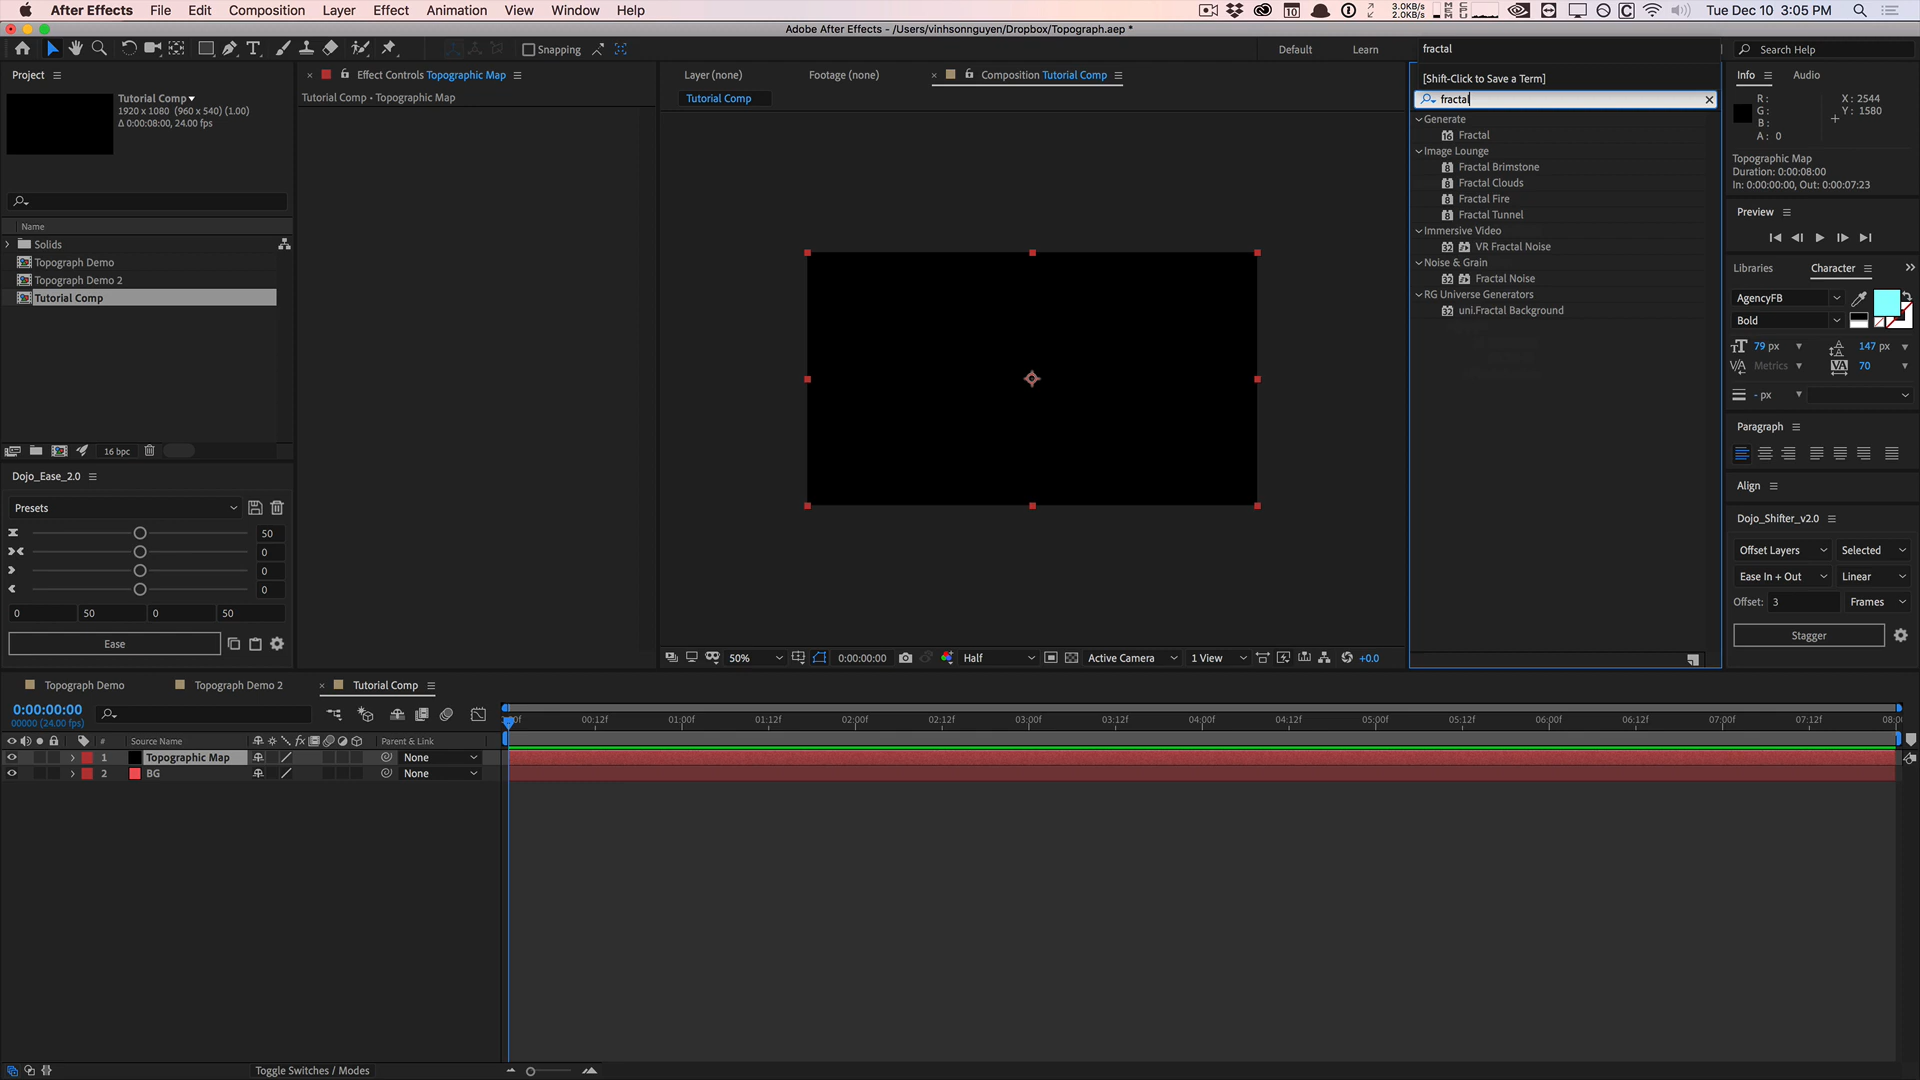 After Effects File Edit Composition Layer Effect Animation View Window Help
10 3.0KB/s 2.0KB/s Tue Dec 10 3:05 PM
Adobe After Effects - /Users/vinhsonnguyen/Dropbox/Topograph.aep *
Snapping Default Learn fractal Search Help
Project
Tutorial Comp
1920 x 1080 (960 x 540) (1.00)
Δ 0:00:08:00, 24.00 fps
Name
Solids
Topograph Demo
Topograph Demo 2
Tutorial Comp
16 bpc
Dojo_Ease_2.0
Presets
50
0
0
0
0 50 0 50
Ease
Effect Controls Topographic Map
Tutorial Comp • Topographic Map
Layer (none) Footage (none) Composition Tutorial Comp
Tutorial Comp
50% 0:00:00:00 Half Active Camera 1 View +0.0
[Shift-Click to Save a Term]
fractal
Generate
Fractal
Image Lounge
Fractal Brimstone
Fractal Clouds
Fractal Fire
Fractal Tunnel
Immersive Video
VR Fractal Noise
Noise & Grain
Fractal Noise
RG Universe Generators
uni.Fractal Background
Info Audio
R: X: 2544
G: Y: 1580
B:
A: 0
Topographic Map
Duration: 0:00:08:00
In: 0:00:00:00, Out: 0:00:07:23
Preview
Libraries Character
AgencyFB
Bold
79 px 147 px
Metrics 70
- px
Paragraph
Align
Dojo_Shifter_v2.0
Offset Layers Selected
Ease In + Out Linear
Offset: 3 Frames
Stagger
Topograph Demo Topograph Demo 2 Tutorial Comp
0:00:00:00
00000 (24.00 fps)
00:12f 01:00f 01:12f 02:00f 02:12f 03:00f 03:12f 04:00f 04:12f 05:00f 05:12f 06:00f 06:12f 07:00f 07:12f
# Source Name Parent & Link
1 Topographic Map None
2 BG None
Toggle Switches / Modes